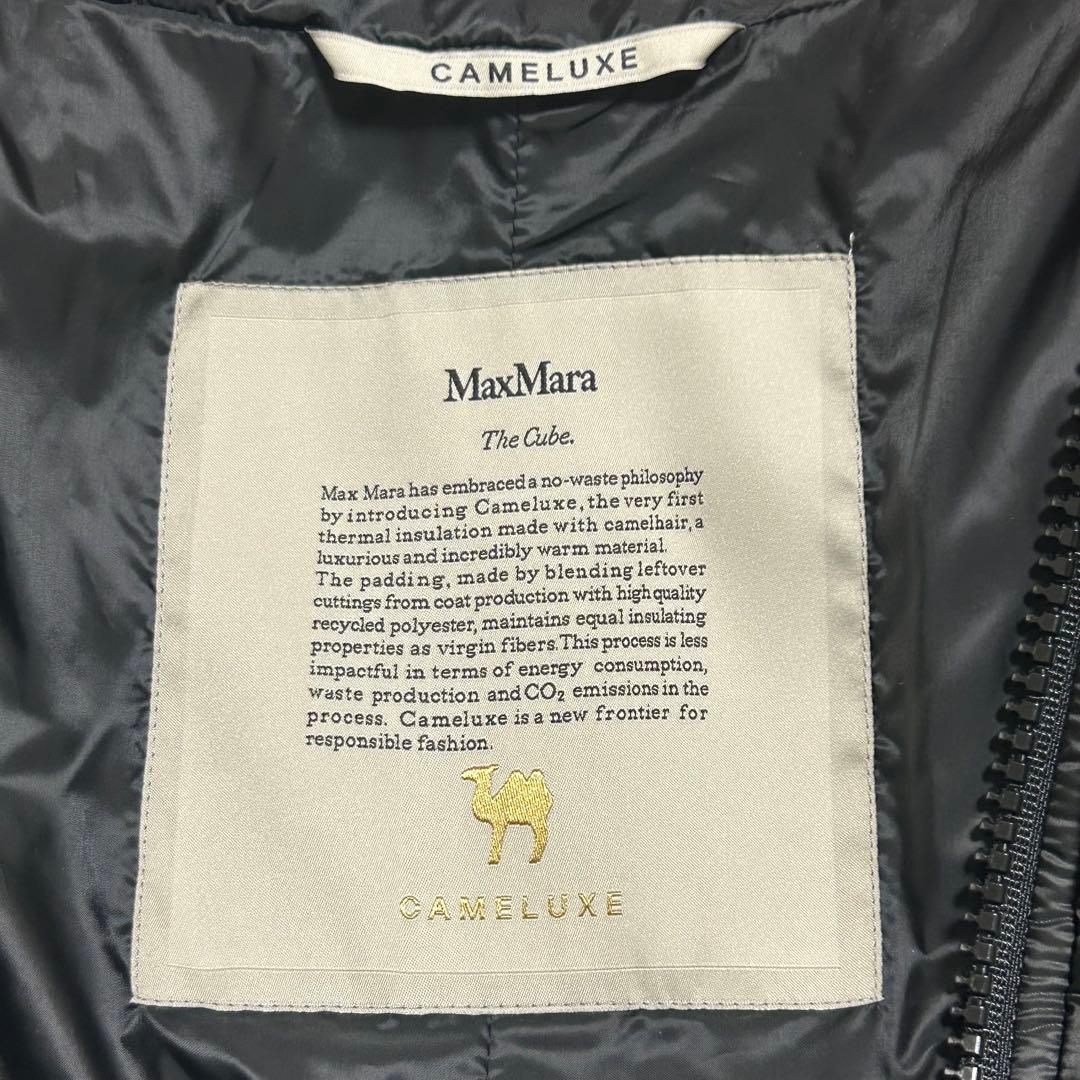 CAMELUXE
MaxMara
The Cube.
Max Mara has embraced a no-waste philosophy
by introducing Cameluxe, the very first
thermal insulation made with camelhair, a
luxurious and incredibly warm material.
The padding, made by blending leftover
cuttings from coat production with high quality
recycled polyester, maintains equal insulating
properties as virgin fibers. This process is less
impactful in terms of energy consumption,
waste production and CO₂ emissions in the
process. Cameluxe is a new frontier for
responsible fashion.
CAMELUXE